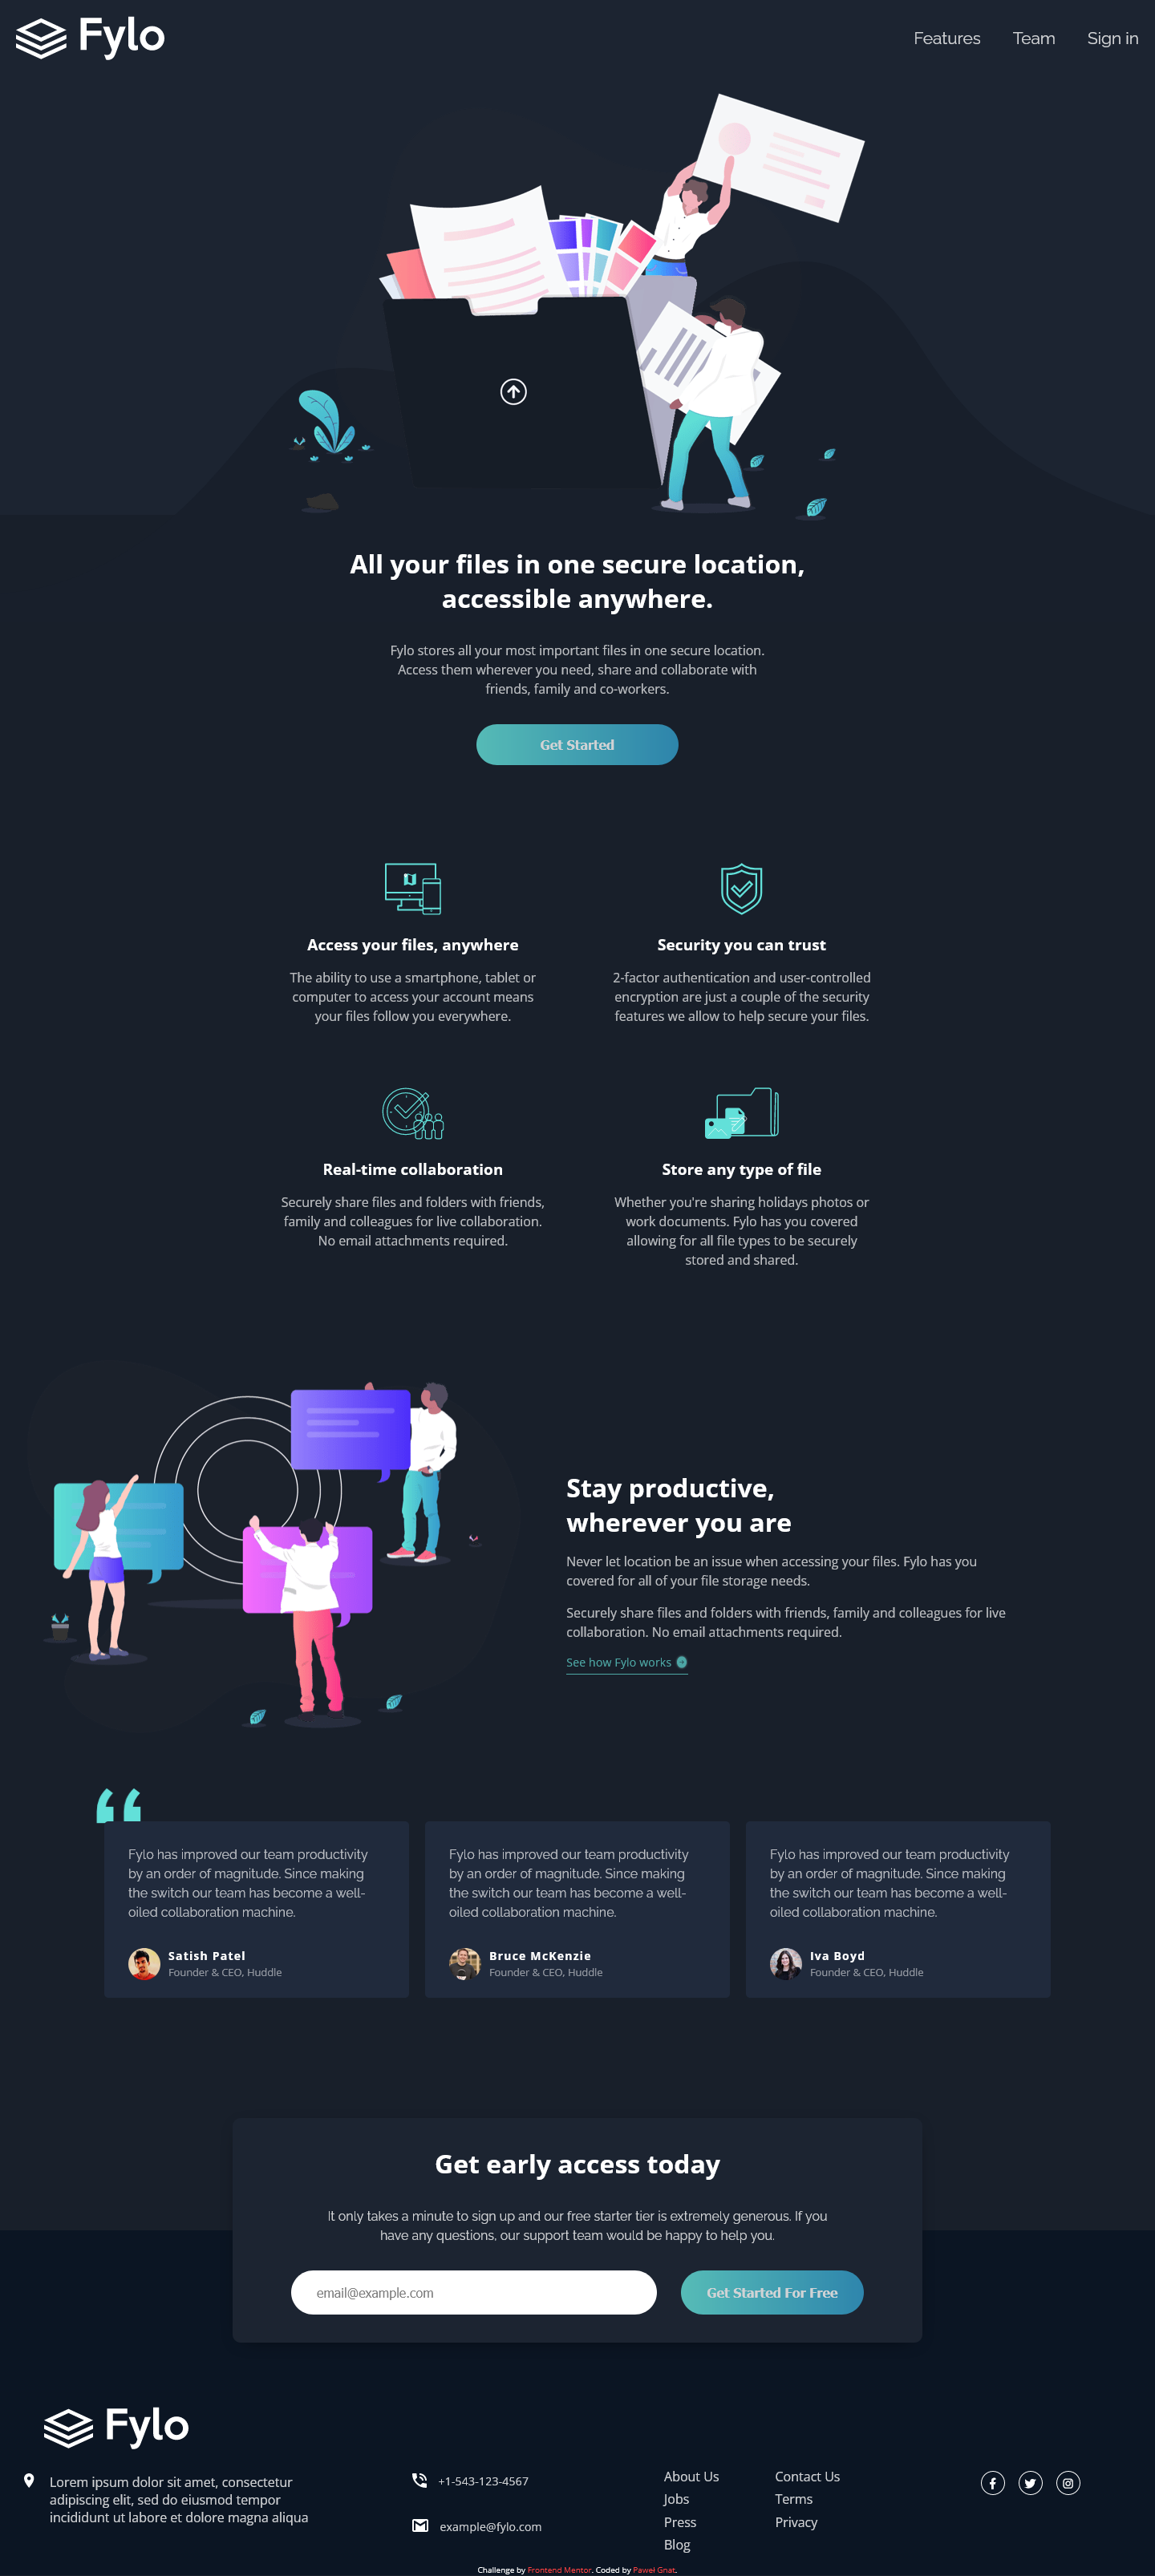 Fylo
Features Team Sign in
All your files in one secure location,
accessible anywhere.
Fylo stores all your most important files in one secure location.
Access them wherever you need, share and collaborate with
friends, family and co-workers.
Get Started
Access your files, anywhere
The ability to use a smartphone, tablet or
computer to access your account means
your files follow you everywhere.
Security you can trust
2-factor authentication and user-controlled
encryption are just a couple of the security
features we allow to help secure your files.
Real-time collaboration
Securely share files and folders with friends,
family and colleagues for live collaboration.
No email attachments required.
Store any type of file
Whether you're sharing holidays photos or
work documents. Fylo has you covered
allowing for all file types to be securely
stored and shared.
Stay productive,
wherever you are
Never let location be an issue when accessing your files. Fylo has you
covered for all of your file storage needs.
Securely share files and folders with friends, family and colleagues for live
collaboration. No email attachments required.
See how Fylo works
Fylo has improved our team productivity
by an order of magnitude. Since making
the switch our team has become a well-
oiled collaboration machine.
Satish Patel
Founder & CEO, Huddle
Fylo has improved our team productivity
by an order of magnitude. Since making
the switch our team has become a well-
oiled collaboration machine.
Bruce McKenzie
Founder & CEO, Huddle
Fylo has improved our team productivity
by an order of magnitude. Since making
the switch our team has become a well-
oiled collaboration machine.
Iva Boyd
Founder & CEO, Huddle
Get early access today
It only takes a minute to sign up and our free starter tier is extremely generous. If you
have any questions, our support team would be happy to help you.
email@example.com
Get Started For Free
Fylo
Lorem ipsum dolor sit amet, consectetur
adipiscing elit, sed do eiusmod tempor
incididunt ut labore et dolore magna aliqua
+1-543-123-4567
example@fylo.com
About Us
Jobs
Press
Blog
Contact Us
Terms
Privacy
Challenge by Frontend Mentor. Coded by Paweł Gnat.